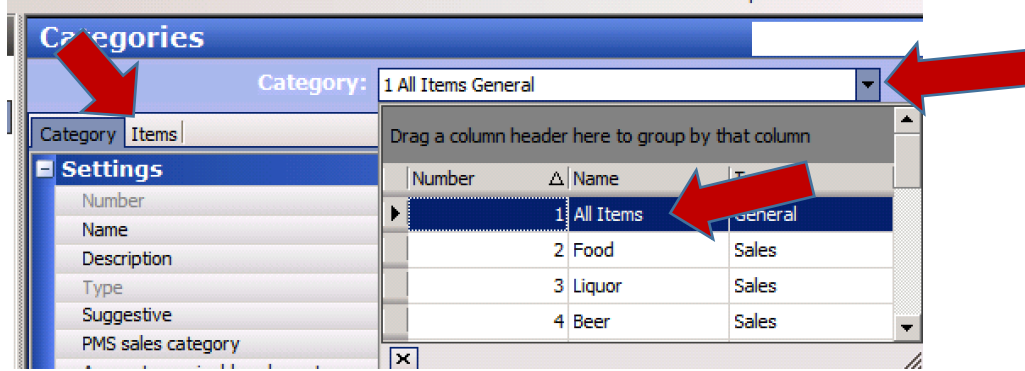 Categories
Category: 1 All Items General
Category Items
Drag a column header here to group by that column
Settings
Number Name
Number
1 All Items General
Name
2 Food Sales
Description
3 Liquor Sales
Type
Suggestive
4 Beer Sales
PMS sales category